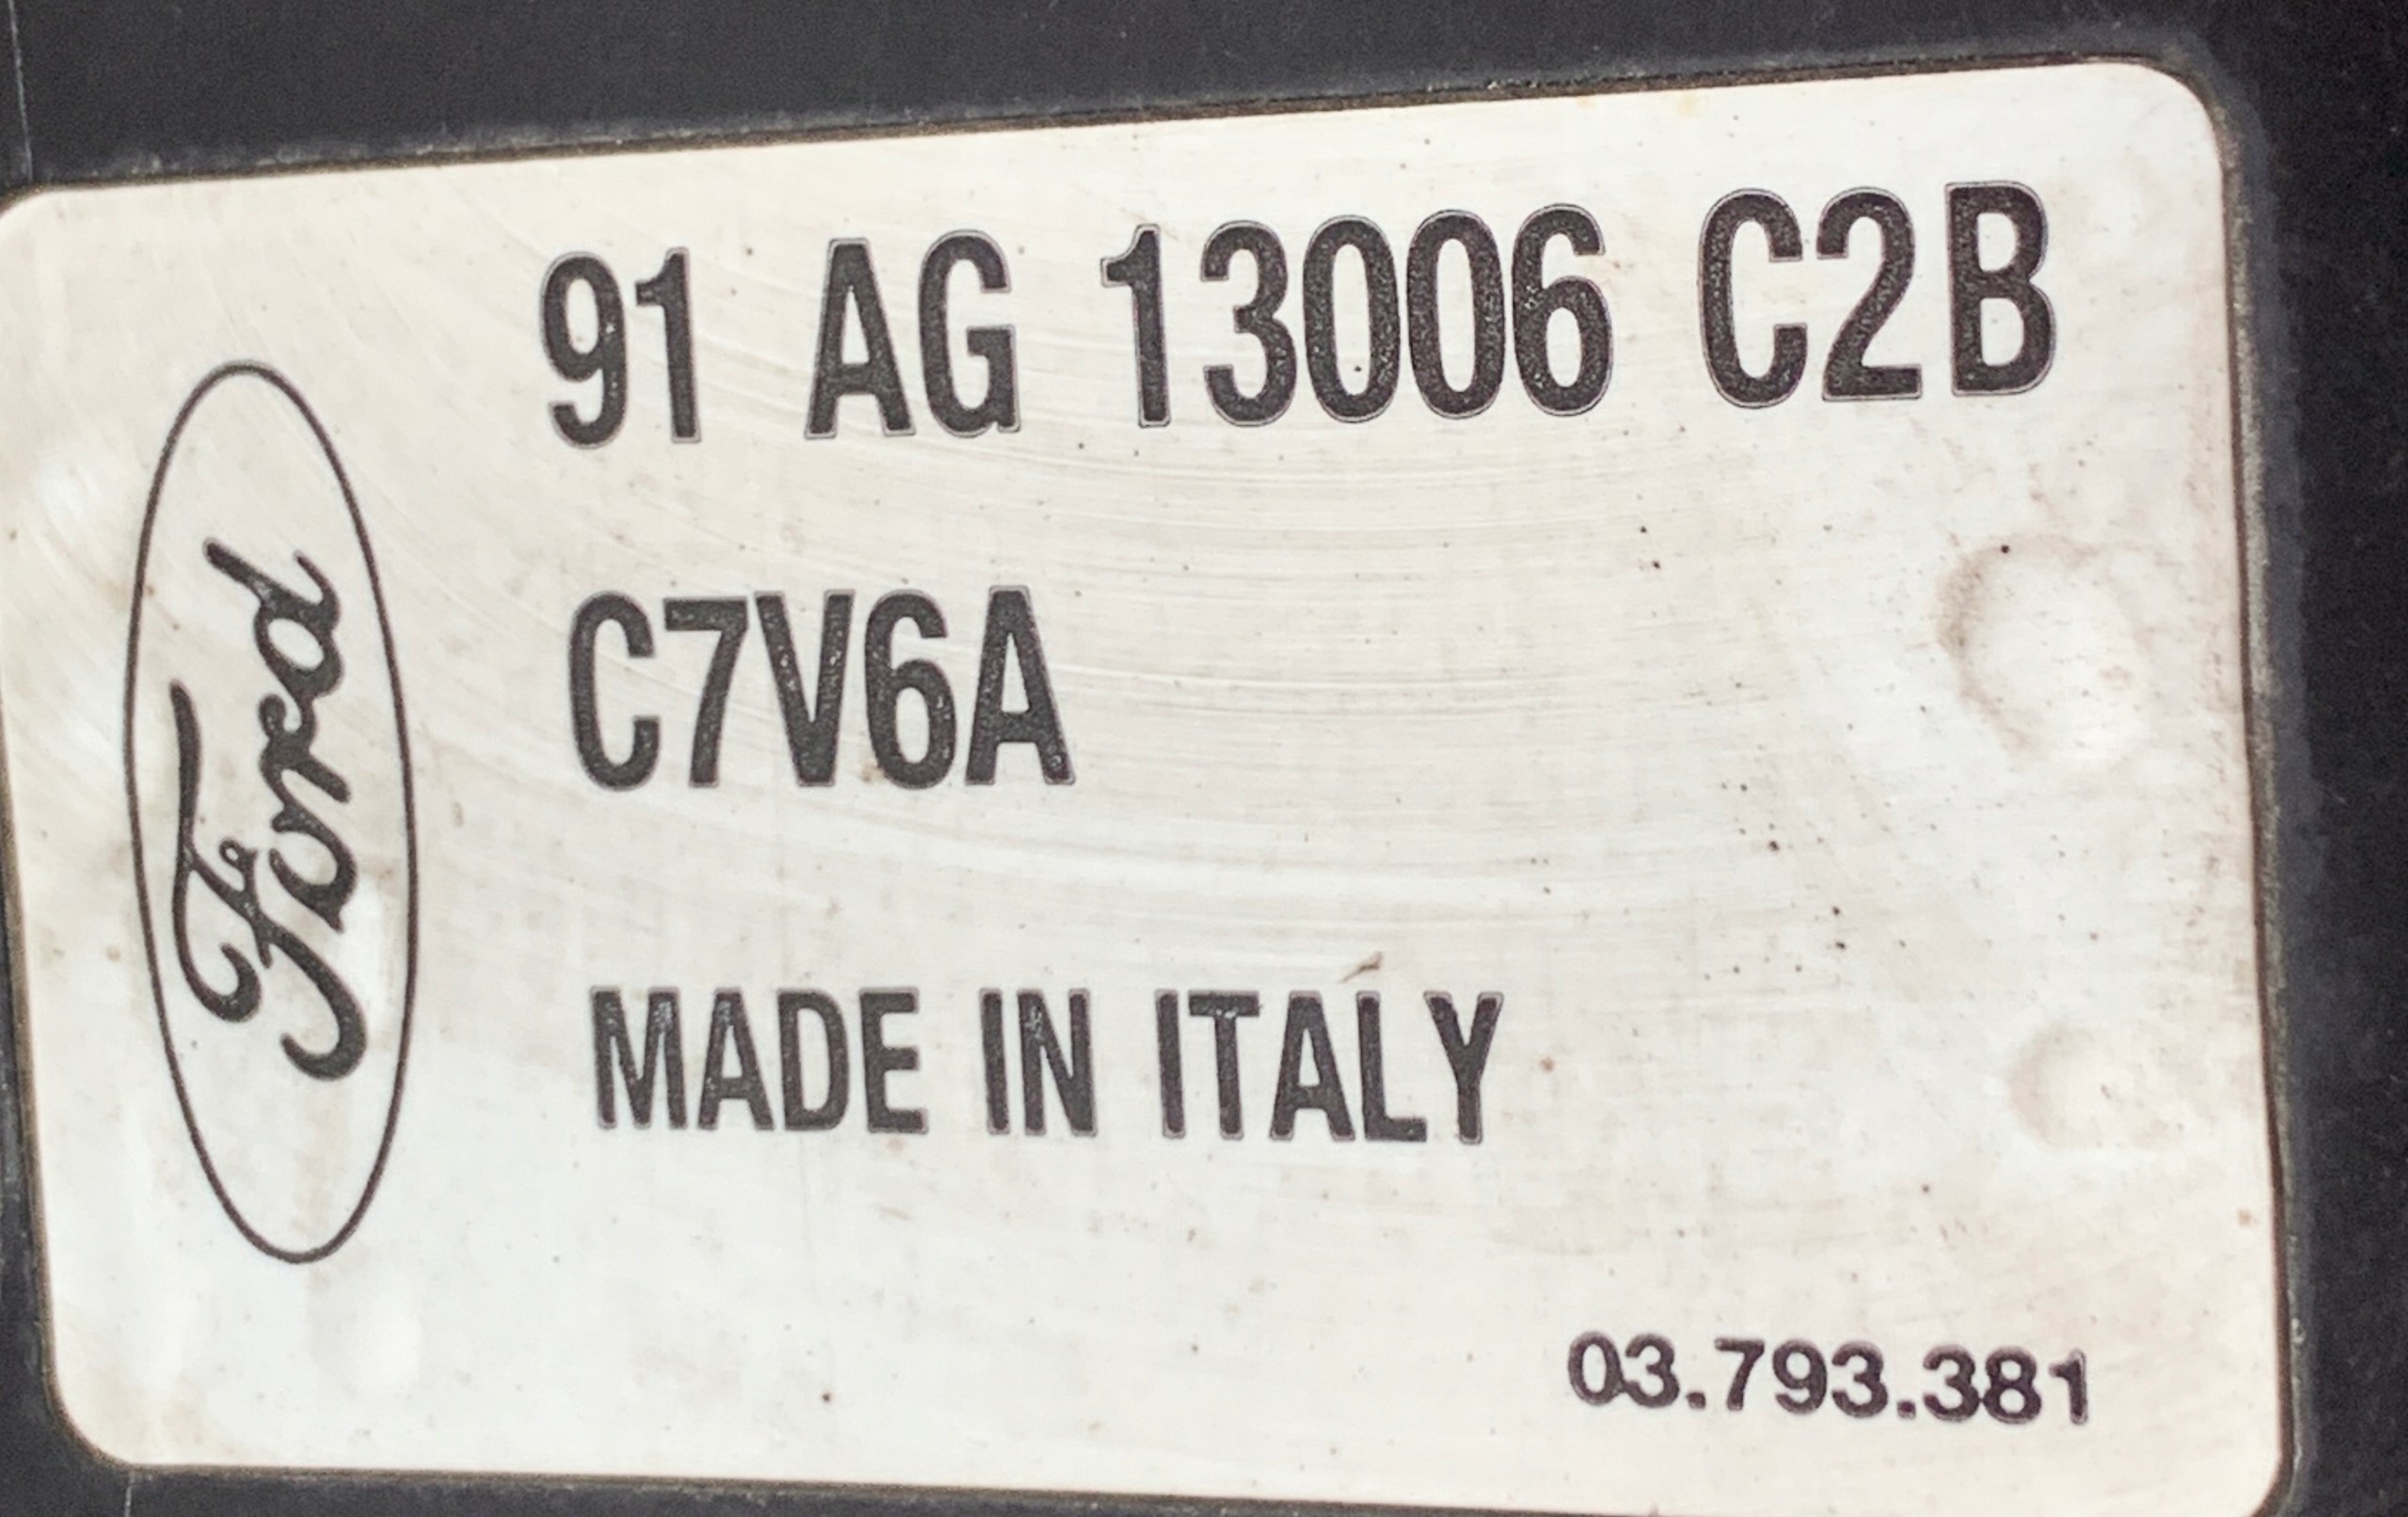 Ford
91 AG 13006 C2B
C7V6A
MADE IN ITALY
03.793.381